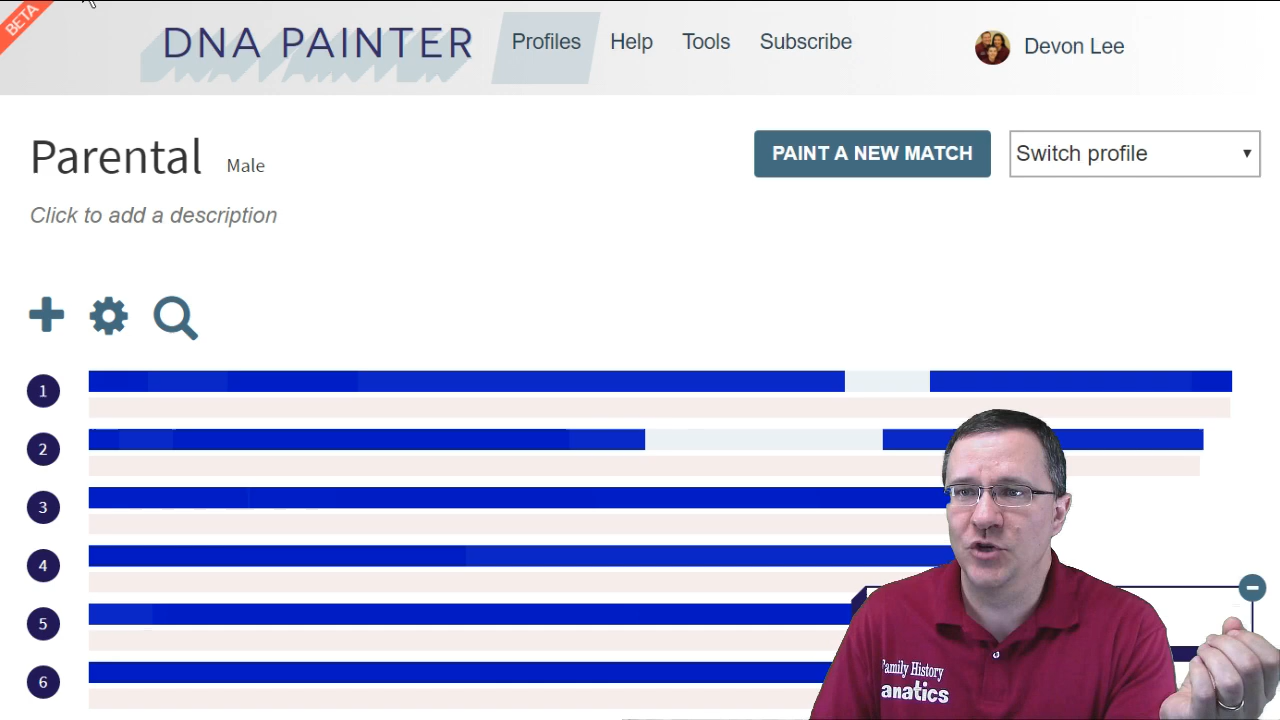 BETA
DNA PAINTER
Profiles
Help
Tools
Subscribe
Devon Lee
Parental
Male
PAINT A NEW MATCH
Switch profile
Click to add a description
1
2
3
4
5
6
Family History
Fanatics